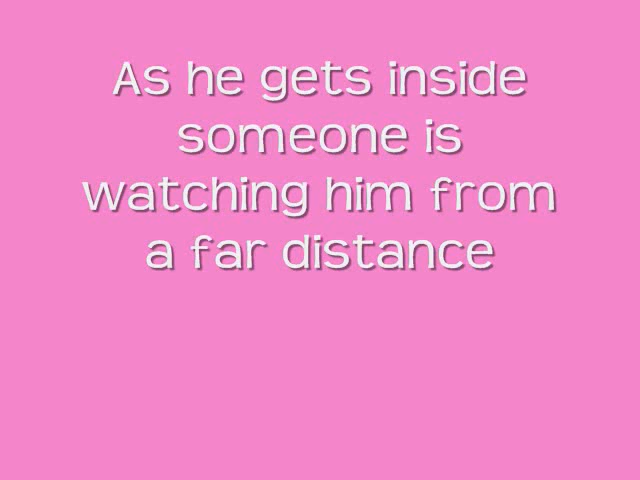 As he gets inside
someone is
watching him from
a far distance